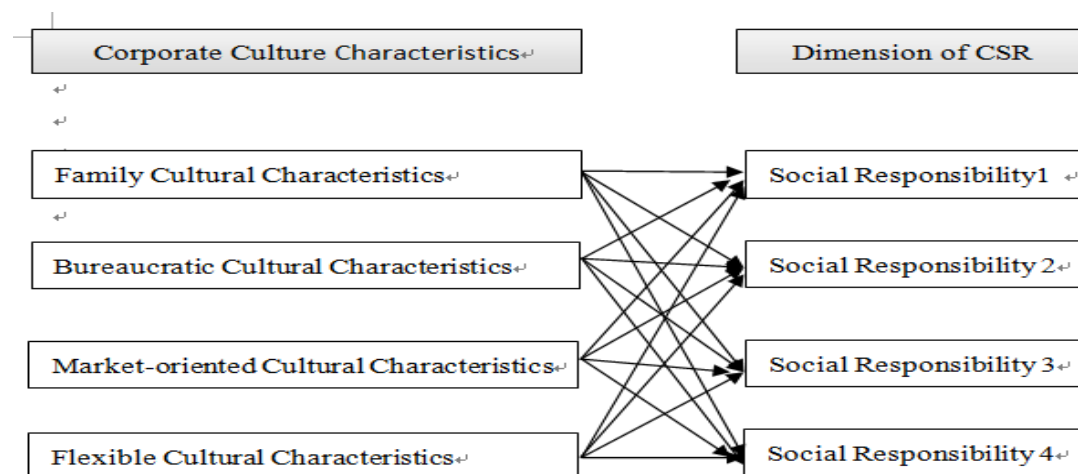 Corporate Culture Characteristics
Dimension of CSR
Family Cultural Characteristics
Social Responsibility1
Bureaucratic Cultural Characteristics
Social Responsibility 2
Market-oriented Cultural Characteristics
Social Responsibility 3
Flexible Cultural Characteristics
Social Responsibility 4